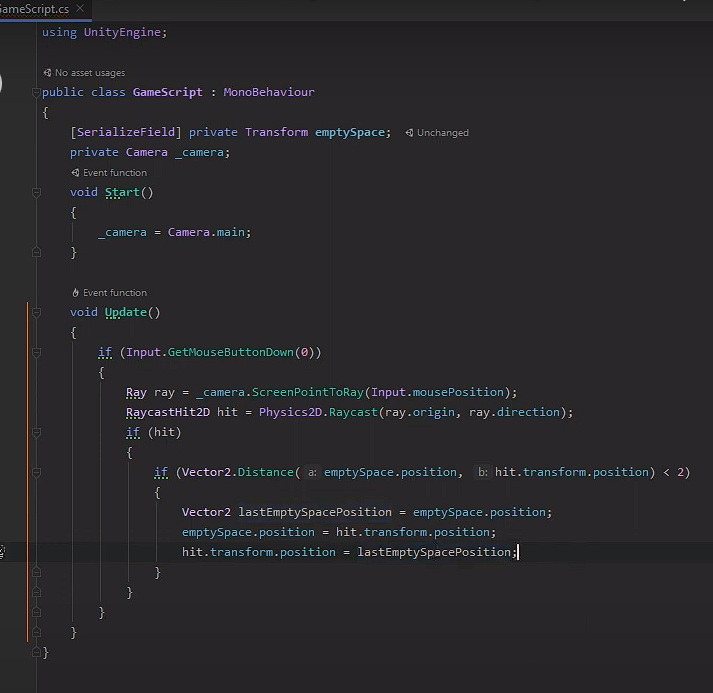 GameScript.cs
using UnityEngine;
No asset usages
public class GameScript : MonoBehaviour
{
[SerializeField] private Transform emptySpace; Unchanged
private Camera _camera;
Event function
void Start()
{
_camera = Camera.main;
}
Event function
void Update()
{
if (Input.GetMouseButtonDown(0))
{
Ray ray = _camera.ScreenPointToRay(Input.mousePosition);
RaycastHit2D hit = Physics2D.Raycast(ray.origin, ray.direction);
if (hit)
{
if (Vector2.Distance( a: emptySpace.position, b: hit.transform.position) < 2)
{
Vector2 lastEmptySpacePosition = emptySpace.position;
emptySpace.position = hit.transform.position;
hit.transform.position = lastEmptySpacePosition;
}
}
}
}
}